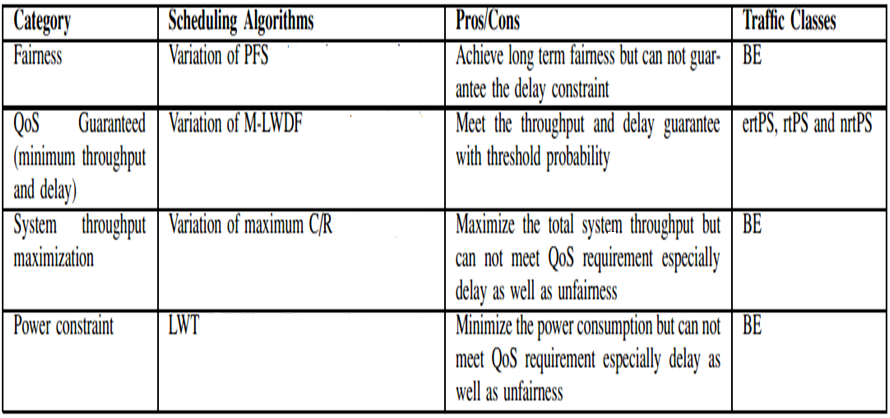 Category Scheduling Algorithms Pros/Cons Traffic Classes
Fairness Variation of PFS Achieve long term fairness but can not guar- BE
antee the delay constraint
QoS Guaranteed Variation of M-LWDF Meet the throughput and delay guarantee ertPS, rtPS and nrtPS
(minimum throughput with threshold probability
and delay)
System throughput Variation of maximum C/R Maximize the total system throughput but BE
maximization can not meet QoS requirement especially
delay as well as unfairness
Power constraint LWT Minimize the power consumption but can not BE
meet QoS requirement especially delay as
well as unfairness